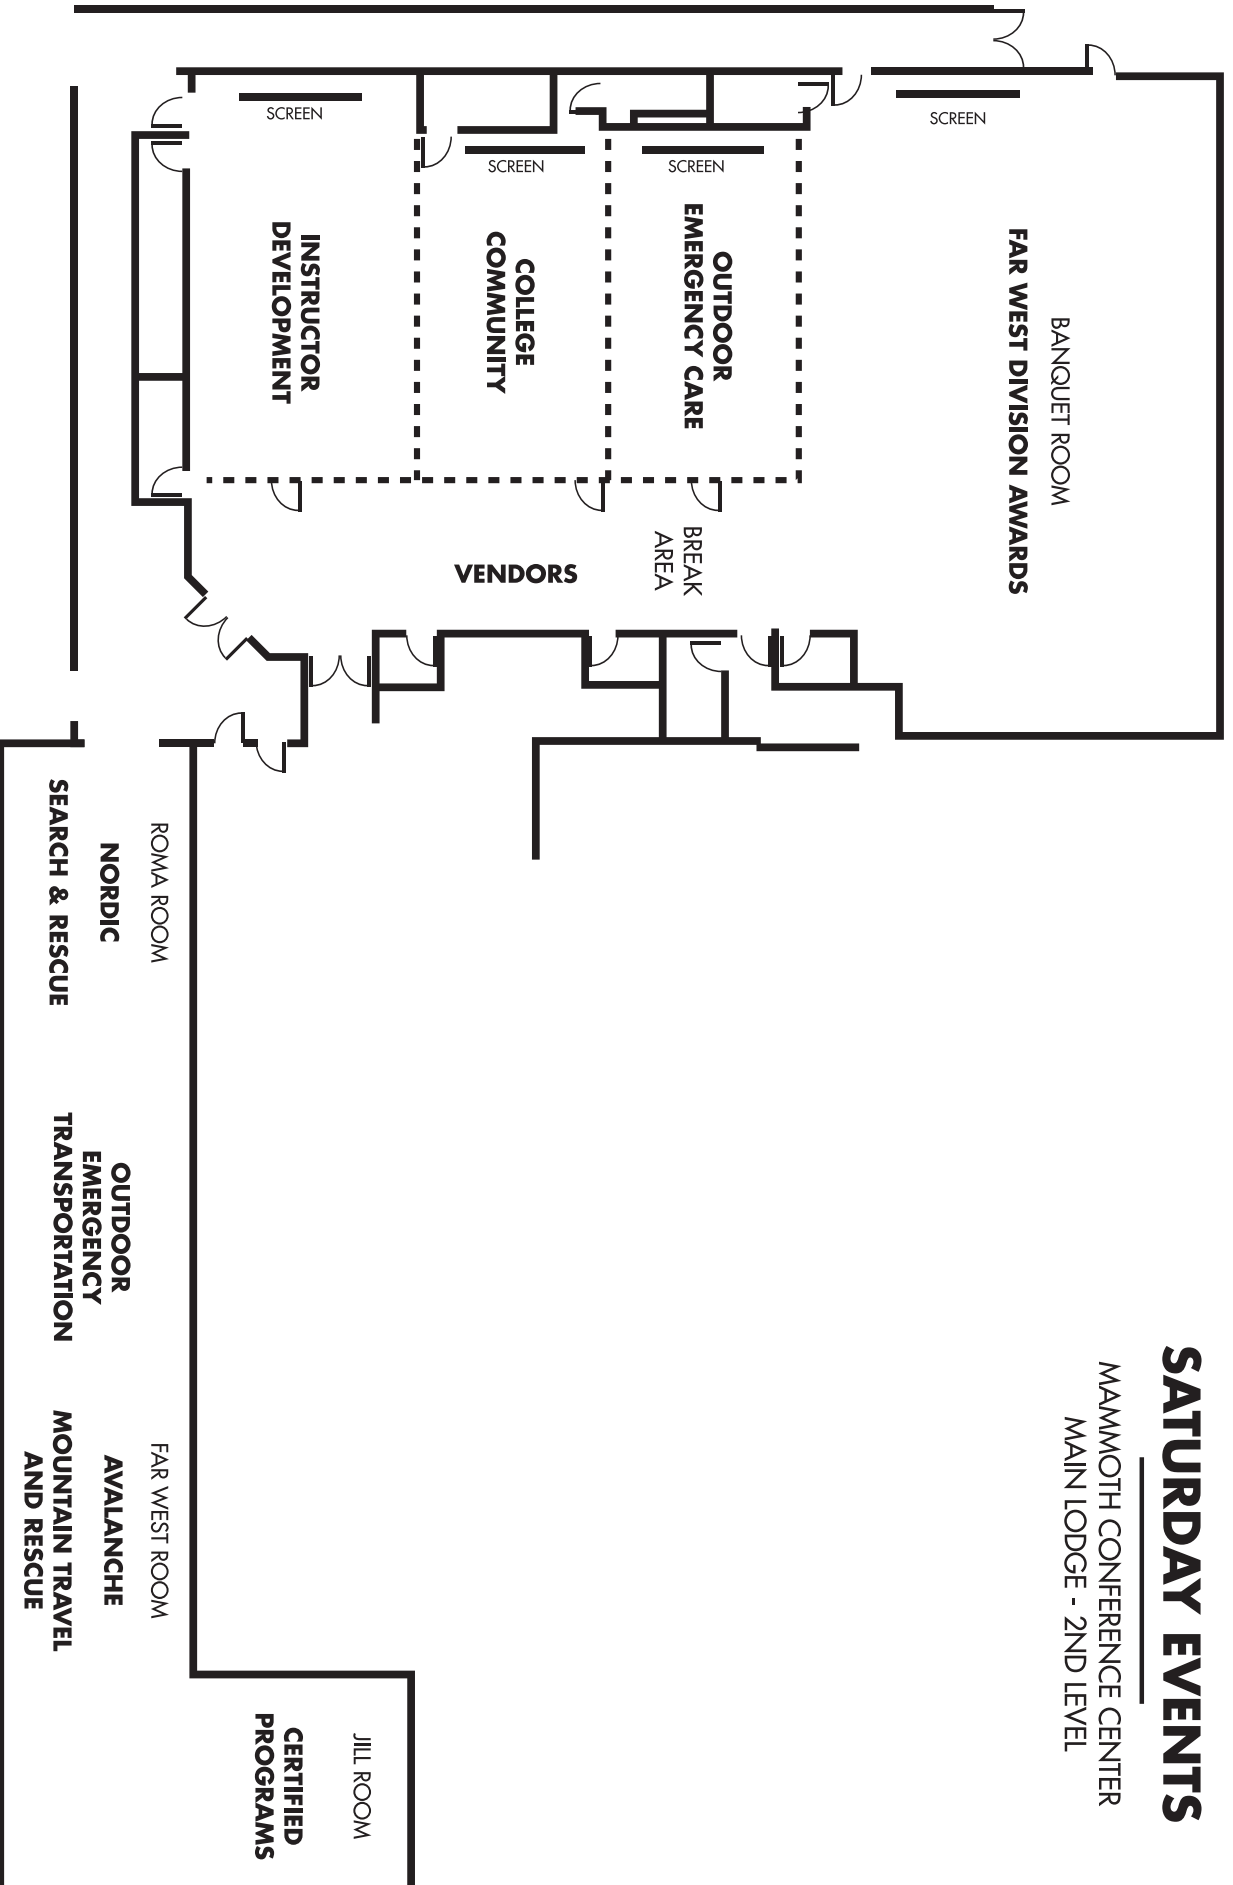 SATURDAY EVENTS
MAMMOTH CONFERENCE CENTER
MAIN LODGE - 2ND LEVEL
BANQUET ROOM
FAR WEST DIVISION AWARDS
SCREEN
OUTDOOR
EMERGENCY CARE
SCREEN
COLLEGE
COMMUNITY
SCREEN
INSTRUCTOR
DEVELOPMENT
SCREEN
BREAK
AREA
VENDORS
ROMA ROOM
NORDIC
SEARCH & RESCUE
OUTDOOR
EMERGENCY
TRANSPORTATION
FAR WEST ROOM
AVALANCHE
MOUNTAIN TRAVEL
AND RESCUE
JILL ROOM
CERTIFIED
PROGRAMS